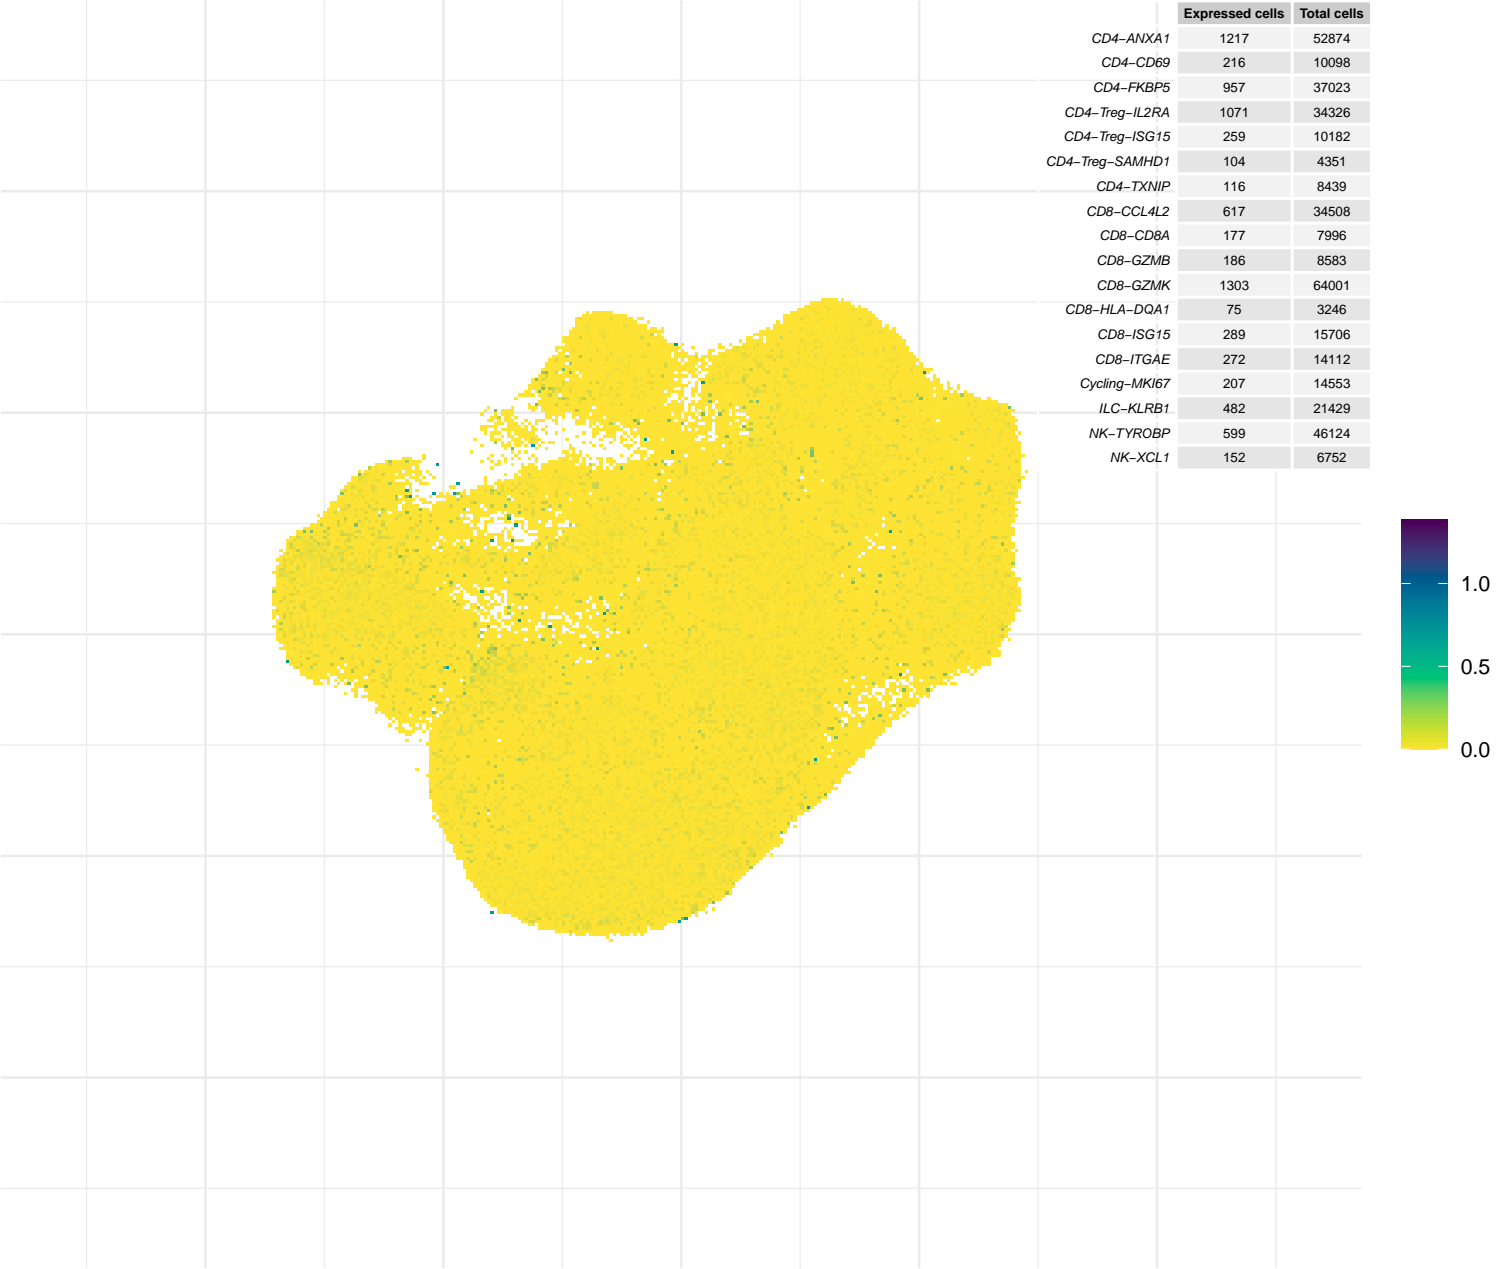 Expressed cells Total cells
CD4−ANXA1 1217 52874
CD4−CD69 216 10098
CD4−FKBP5 957 37023
CD4−Treg−IL2RA 1071 34326
CD4−Treg−ISG15 259 10182
CD4−Treg−SAMHD1 104 4351
CD4−TXNIP 116 8439
CD8−CCL4L2 617 34508
CD8−CD8A 177 7996
CD8−GZMB 186 8583
CD8−GZMK 1303 64001
CD8−HLA−DQA1 75 3246
CD8−ISG15 289 15706
CD8−ITGAE 272 14112
Cycling−MKI67 207 14553
ILC−KLRB1 482 21429
NK−TYROBP 599 46124
NK−XCL1 152 6752
1.0
0.5
0.0